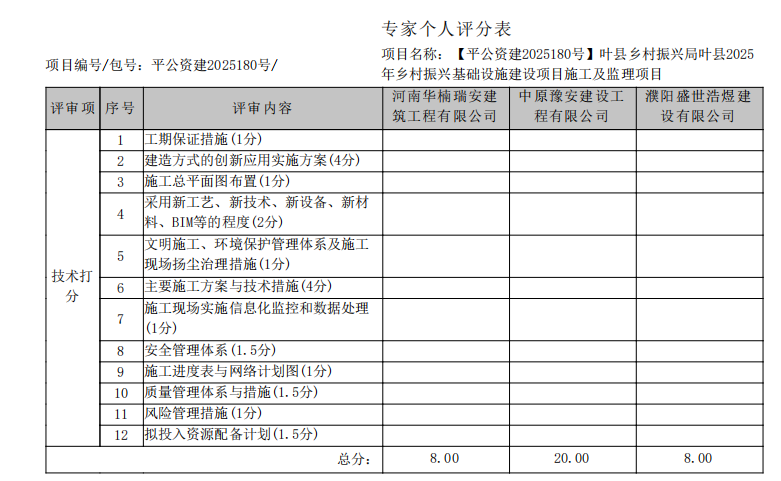 专家个人评分表
项目编号/包号: 平公资建2025180号/
项目名称: 【平公资建2025180号】叶县乡村振兴局叶县2025
年乡村振兴基础设施建设项目施工及监理项目
评审项 序号 评审内容 河南华楠瑞安建 中原豫安建设工 濮阳盛世浩煜建
筑工程有限公司 程有限公司 设有限公司
技术打
分
1 工期保证措施(1分)
2 建造方式的创新应用实施方案(4分)
3 施工总平面图布置(1分)
4 采用新工艺、新技术、新设备、新材
料、BIM等的程度(2分)
5 文明施工、环境保护管理体系及施工
现场扬尘治理措施(1分)
6 主要施工方案与技术措施(4分)
7 施工现场实施信息化监控和数据处理
(1分)
8 安全管理体系(1.5分)
9 施工进度表与网络计划图(1分)
10 质量管理体系与措施(1.5分)
11 风险管理措施(1分)
12 拟投入资源配备计划(1.5分)
总分: 8.00 20.00 8.00